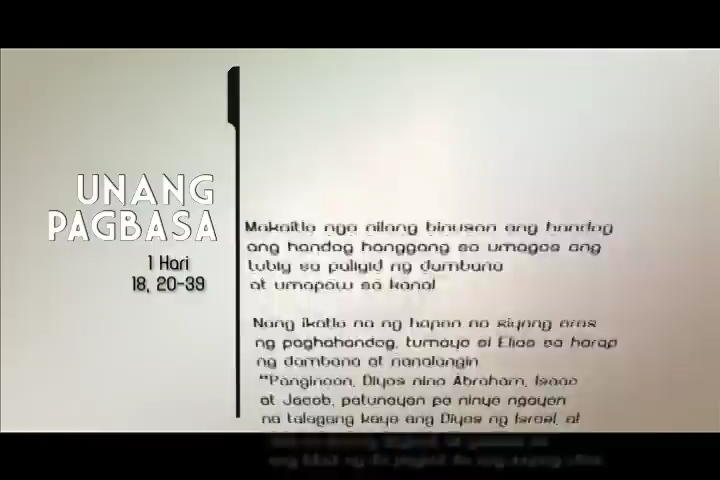 UNANG
PAGBASA
1 Hari
18, 20-39
Makaitlo nga nilang binusan ang handog
ang handog hanggang sa umagos ang
tubig sa paligid ng dambana
at umapaw sa kanal
Nang ikatlo na ng hapon na siyang oras
ng paghahandog, tumayo si Elias sa harap
ng dambana at nanalangin
"Panginoon, Diyos nina Abraham, Isaac
at Jacob, patunayan po ninyo ngayon
na talagang kayo ang Diyos ng Israel, at